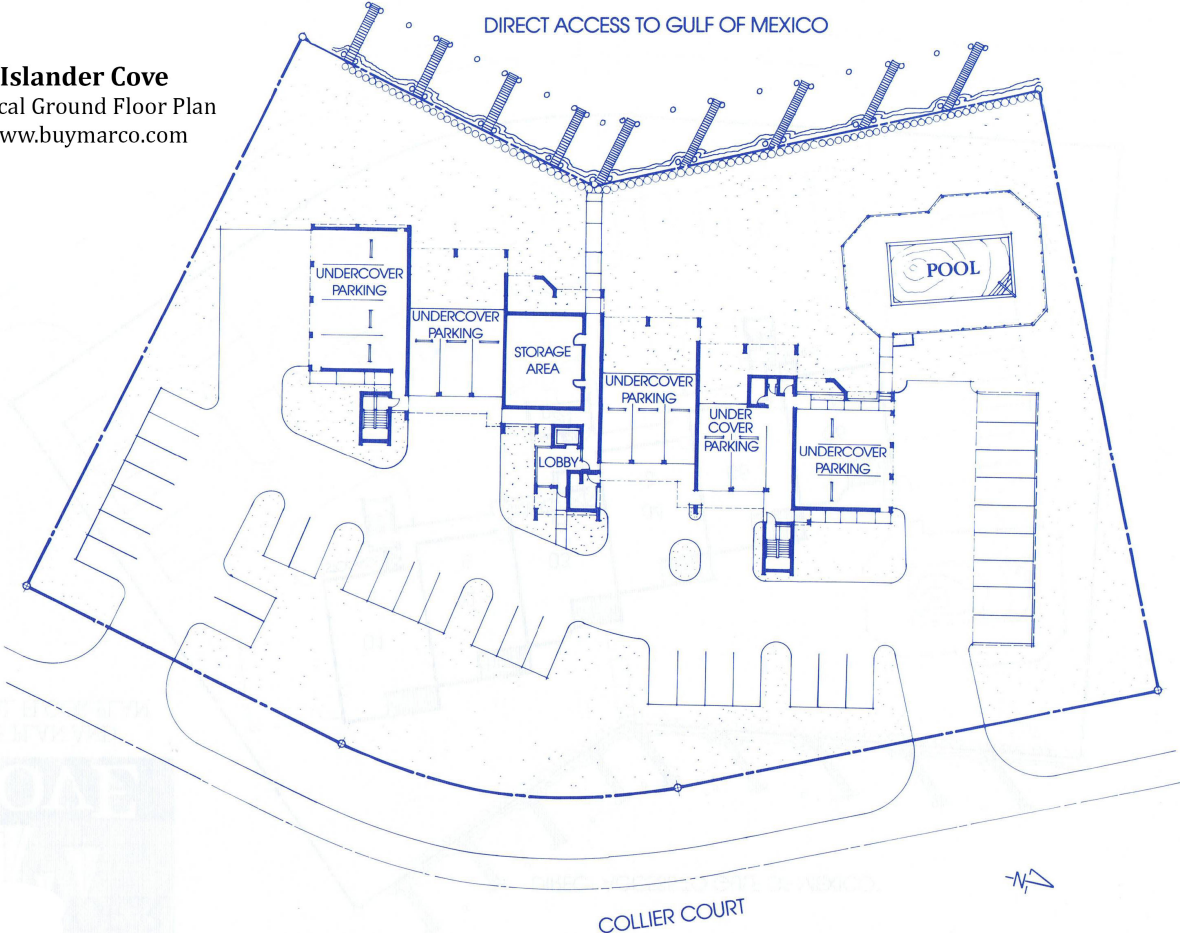 DIRECT ACCESS TO GULF OF MEXICO
Islander Cove
cal Ground Floor Plan
ww.buymarco.com
UNDERCOVER
PARKING
UNDERCOVER
PARKING
STORAGE
AREA
UNDERCOVER
PARKING
UNDER
COVER
PARKING
UNDERCOVER
PARKING
POOL
LOBBY
N
COLLIER COURT